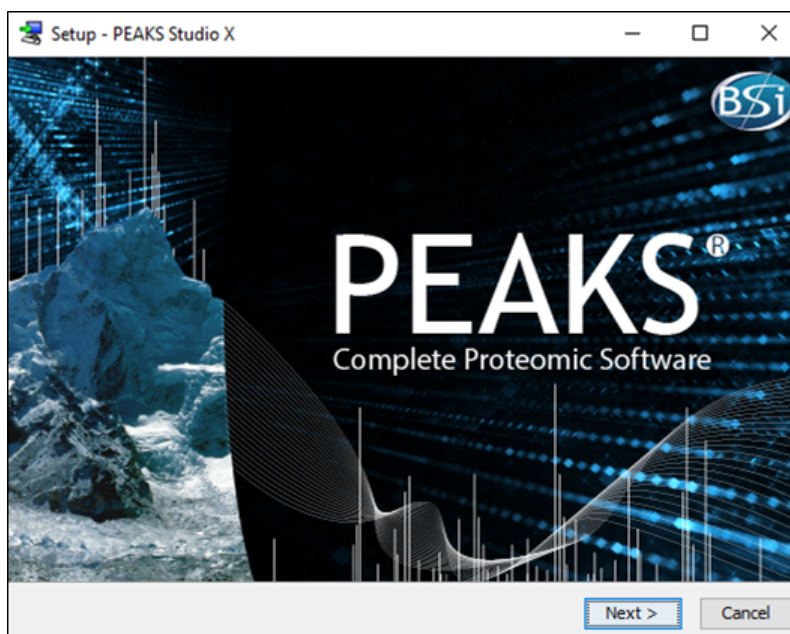 Setup - PEAKS Studio X
BSi
PEAKS®
Complete Proteomic Software
Next >
Cancel